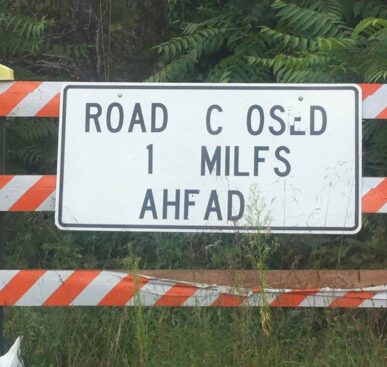 ROAD C OSED
1 MILFS
AHFAD